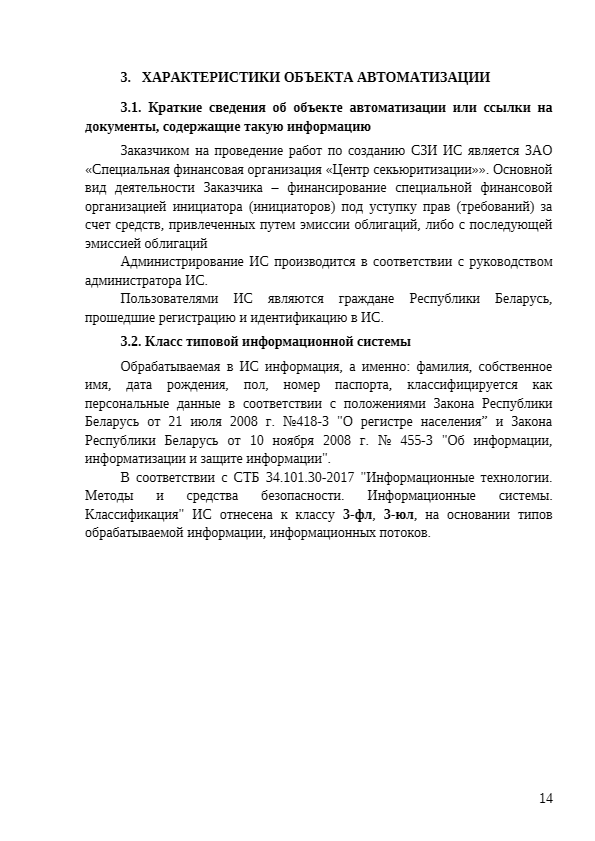 3. ХАРАКТЕРИСТИКИ ОБЪЕКТА АВТОМАТИЗАЦИИ
3.1. Краткие сведения об объекте автоматизации или ссылки на
документы, содержащие такую информацию
Заказчиком на проведение работ по созданию СЗИ ИС является ЗАО
«Специальная финансовая организация «Центр секьюритизации»». Основной
вид деятельности Заказчика – финансирование специальной финансовой
организацией инициатора (инициаторов) под уступку прав (требований) за
счет средств, привлеченных путем эмиссии облигаций, либо с последующей
эмиссией облигаций
Администрирование ИС производится в соответствии с руководством
администратора ИС.
Пользователями ИС являются граждане Республики Беларусь,
прошедшие регистрацию и идентификацию в ИС.
3.2. Класс типовой информационной системы
Обрабатываемая в ИС информация, а именно: фамилия, собственное
имя, дата рождения, пол, номер паспорта, классифицируется как
персональные данные в соответствии с положениями Закона Республики
Беларусь от 21 июля 2008 г. №418-З "О регистре населения” и Закона
Республики Беларусь от 10 ноября 2008 г. № 455-З "Об информации,
информатизации и защите информации".
В соответствии с СТБ 34.101.30-2017 "Информационные технологии.
Методы и средства безопасности. Информационные системы.
Классификация" ИС отнесена к классу 3-фл, 3-юл, на основании типов
обрабатываемой информации, информационных потоков.
14